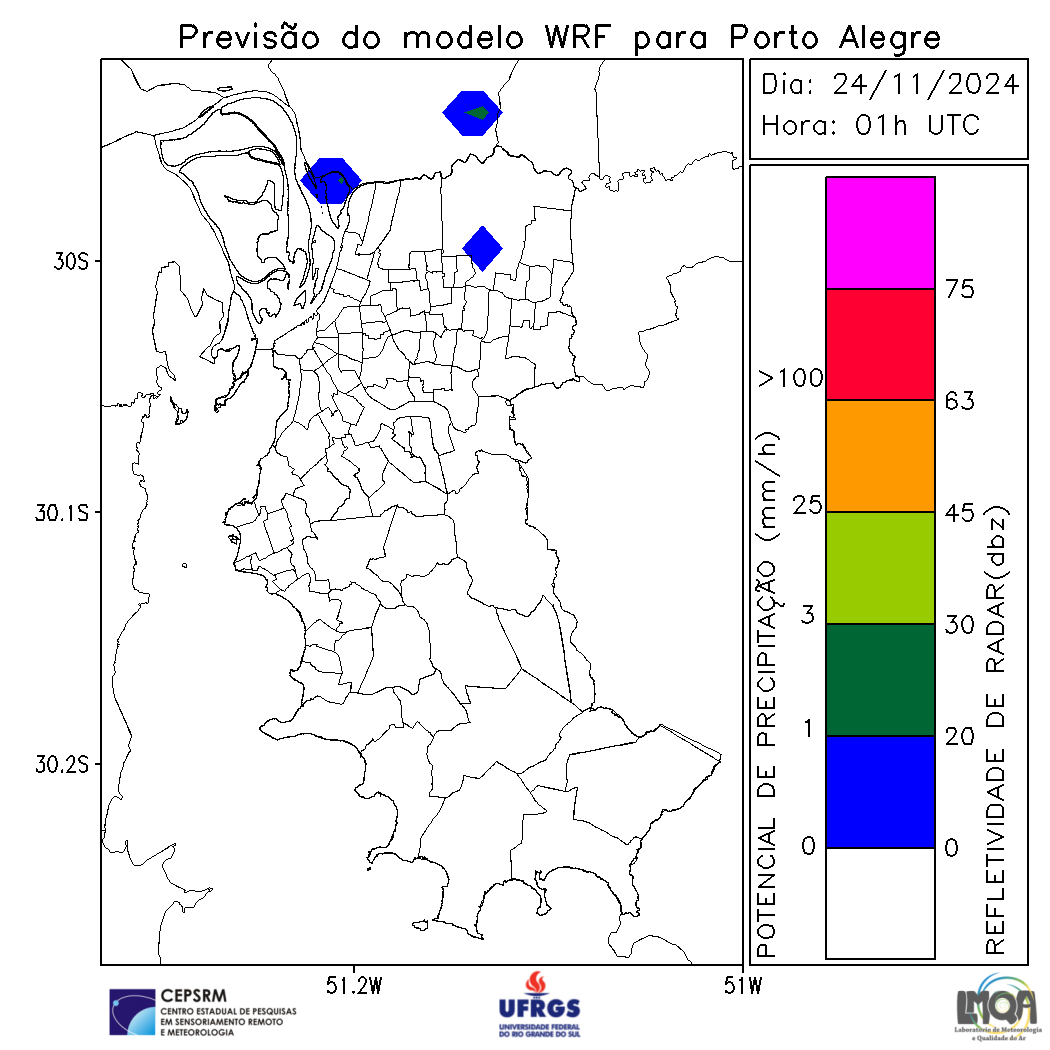 Previsão do modelo WRF para Porto Alegre
Dia: 24/11/2024
Hora: 01h UTC
30S
30.1S
30.2S
51.2W
51W
POTENCIAL DE PRECIPITAÇÃO (mm/h)
>100
25
3
1
0
75
63
45
30
20
0
REFLETIVIDADE DE RADAR(dbz)
CEPSRM
CENTRO ESTADUAL DE PESQUISAS
EM SENSORIAMENTO REMOTO
E METEOROLOGIA
UFRGS
UNIVERSIDADE FEDERAL
DO RIO GRANDE DO SUL
LMQA
Laboratório de Meteorologia
e Qualidade do Ar